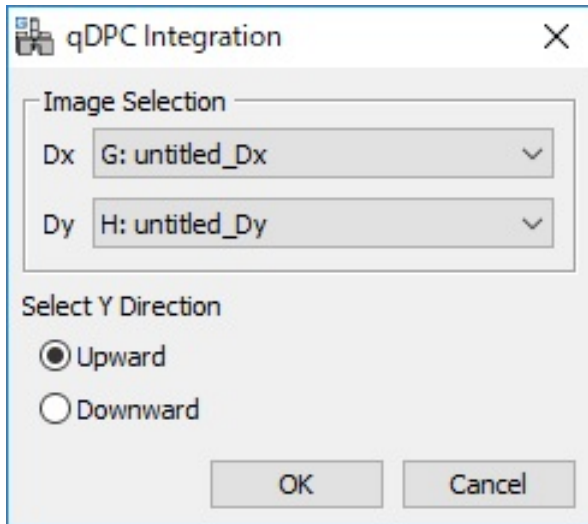 qDPC Integration
Image Selection
Dx G: untitled_Dx
Dy H: untitled_Dy
Select Y Direction
Upward
Downward
OK Cancel